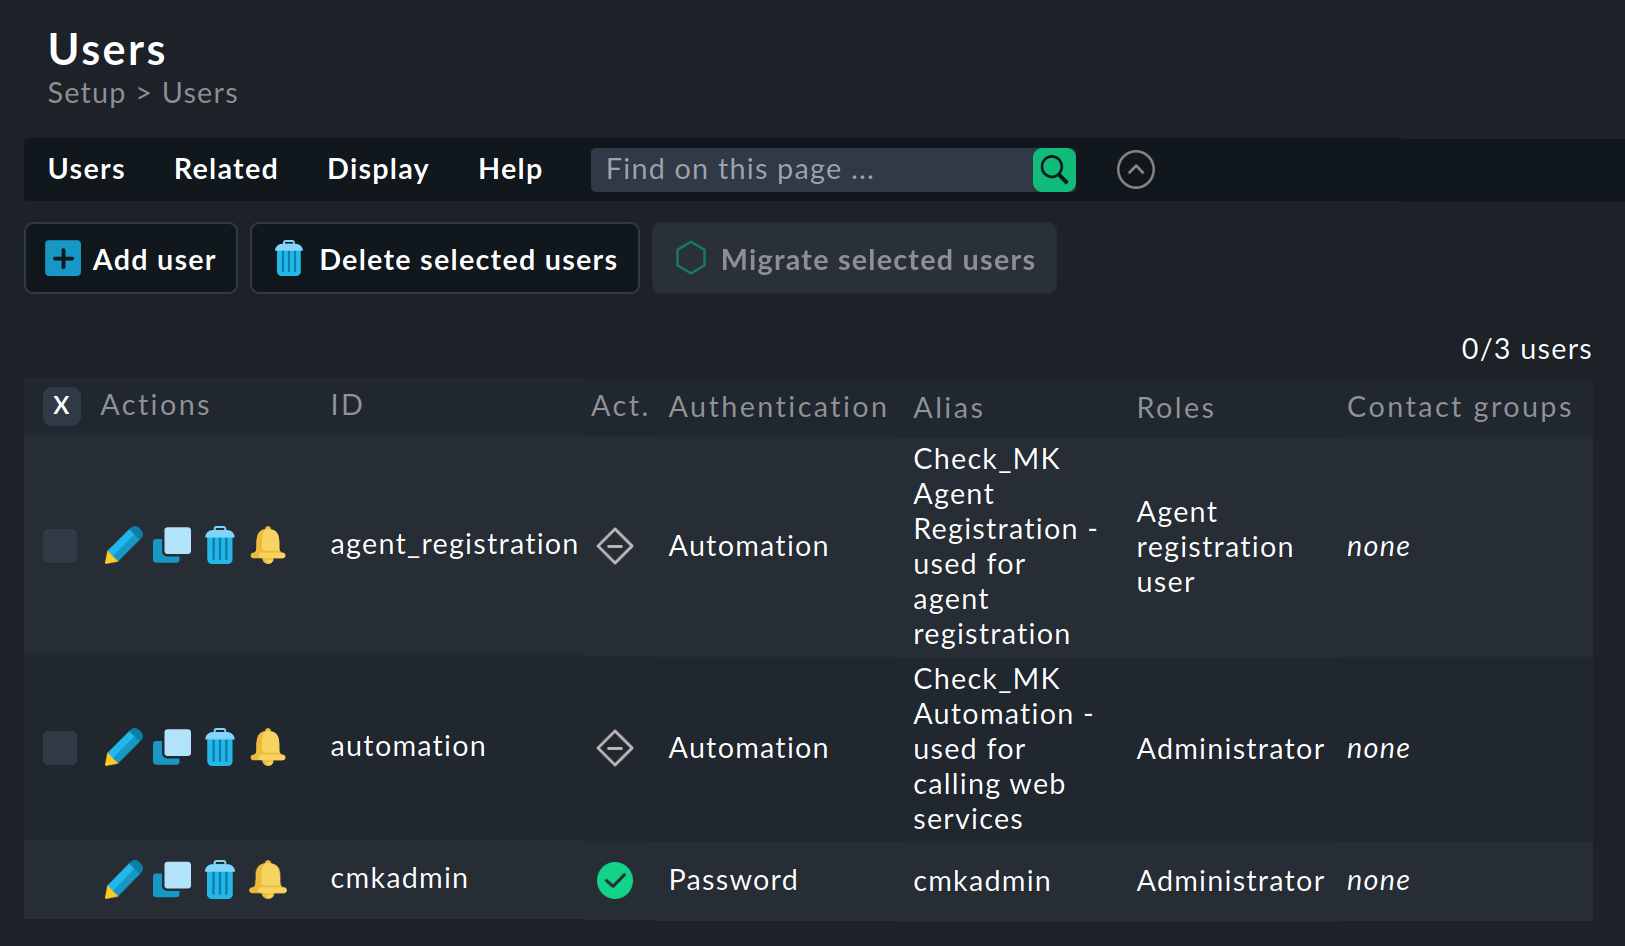 Users
Setup > Users
Users Related Display Help Find on this page ...
Add user Delete selected users Migrate selected users
0/3 users
X Actions ID Act. Authentication Alias Roles Contact groups
agent_registration Automation Check_MK
Agent
Registration -
used for
agent
registration Agent
registration
user none
automation Automation Check_MK
Automation -
used for
calling web
services Administrator none
cmkadmin Password cmkadmin Administrator none